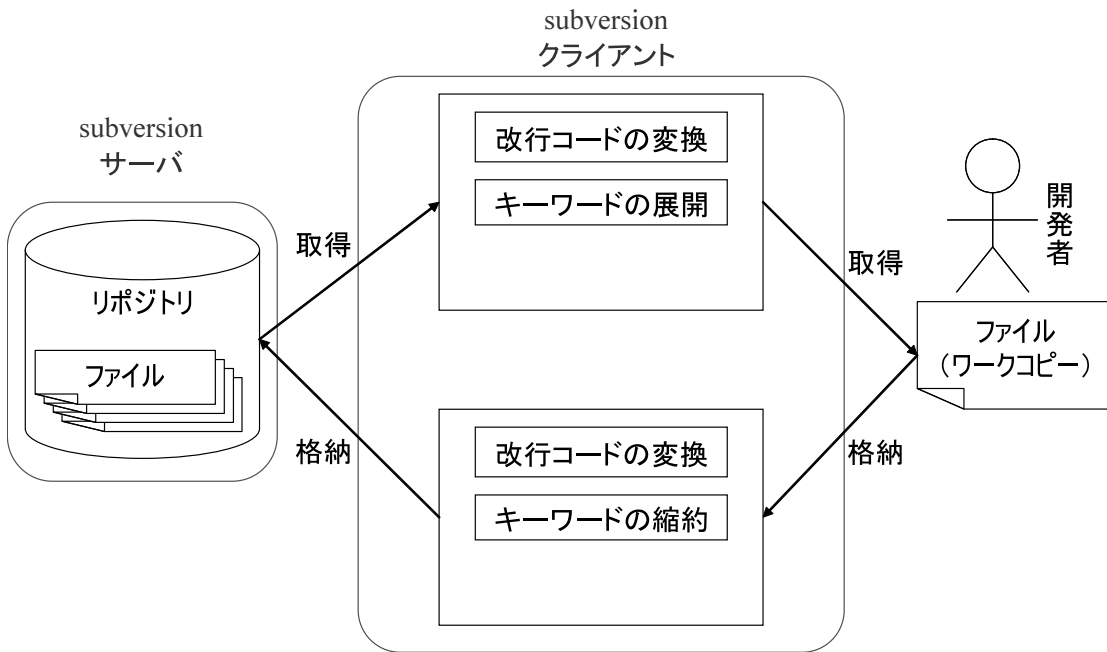 subversion
サーバ
リポジトリ
ファイル
取得
格納
subversion
クライアント
改行コードの変換
キーワードの展開
改行コードの変換
キーワードの縮約
取得
格納
開発者
ファイル
（ワークコピー）